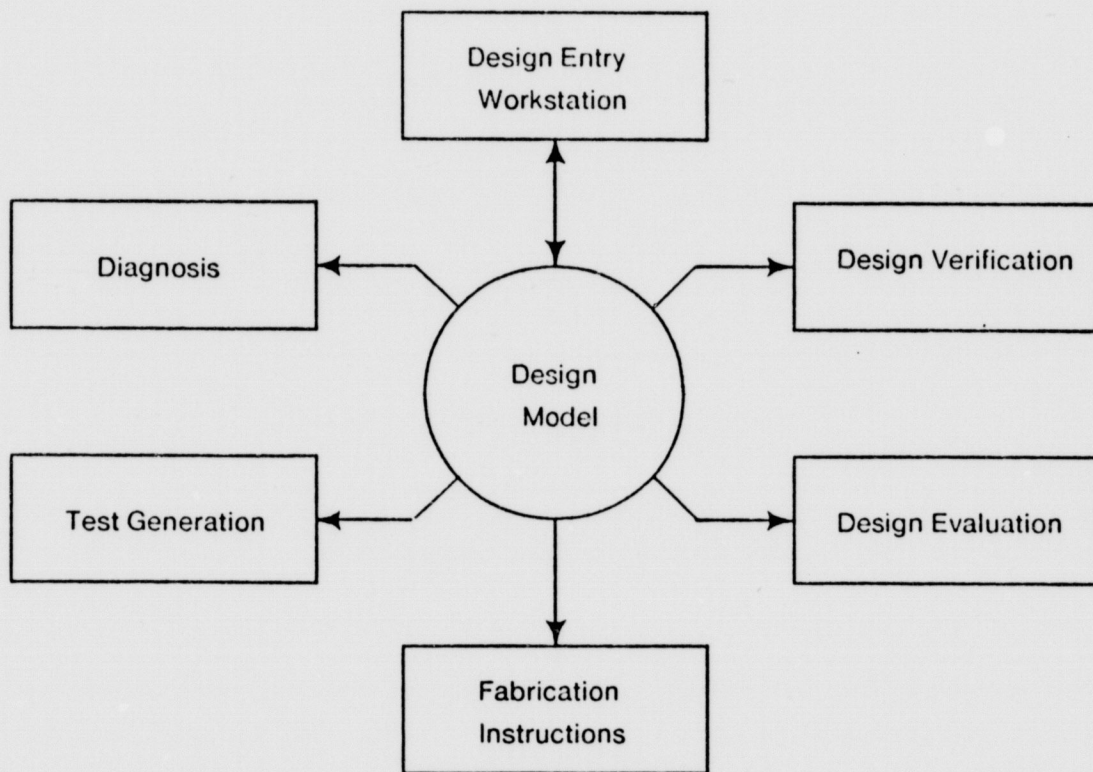 Design Entry
Workstation
Diagnosis
Design Verification
Design
Model
Test Generation
Design Evaluation
Fabrication
Instructions